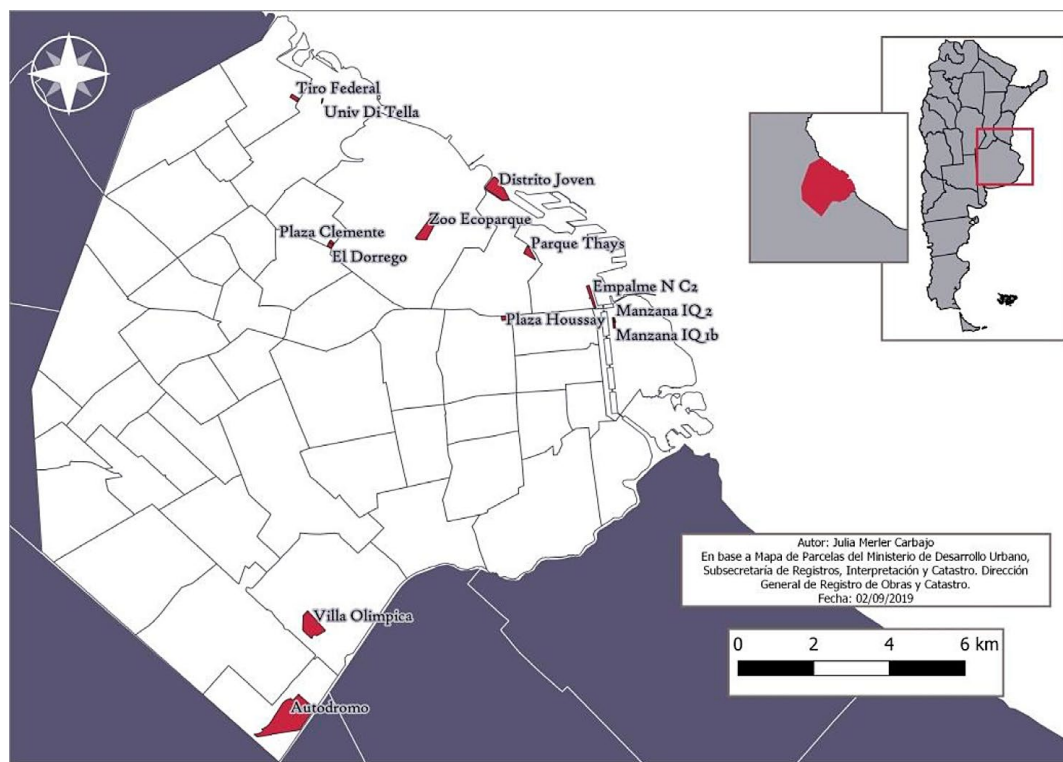 Tiro Federal
Univ Di Tella
Distrito Joven
Zoo Ecoparque
Plaza Clemente
El Dorrego
Parque Thays
Empalme N C2
Plaza Houssay
Manzana IQ 2
Manzana IQ 1b
Villa Olimpica
Autodromo
Autor: Julia Merler Carbajo
En base a Mapa de Parcelas del Ministerio de Desarrollo Urbano,
Subsecretaría de Registros, Interpretación y Catastro. Dirección
General de Registro de Obras y Catastro.
Fecha: 02/09/2019
0 2 4 6 km